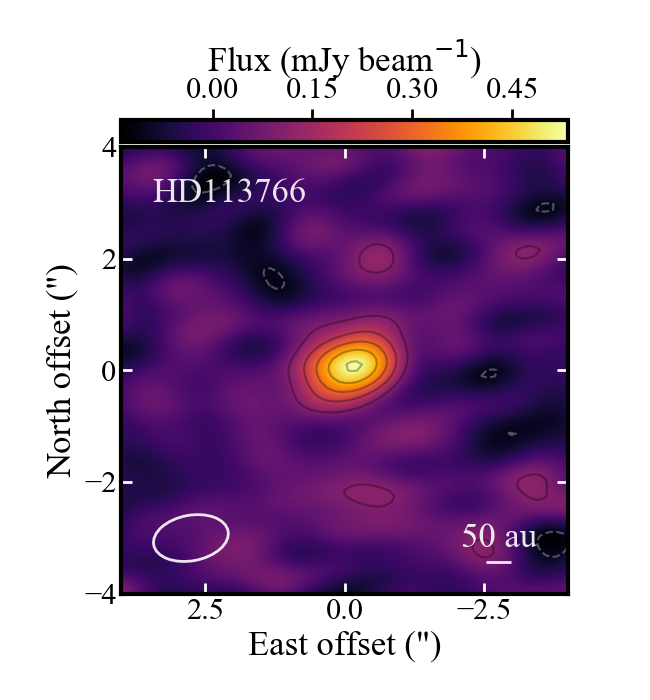 Flux (mJy beam⁻¹)
0.00 0.15 0.30 0.45
HD113766
4
2
0
−2
−4
North offset (")
50 au
2.5 0.0 −2.5
East offset (")